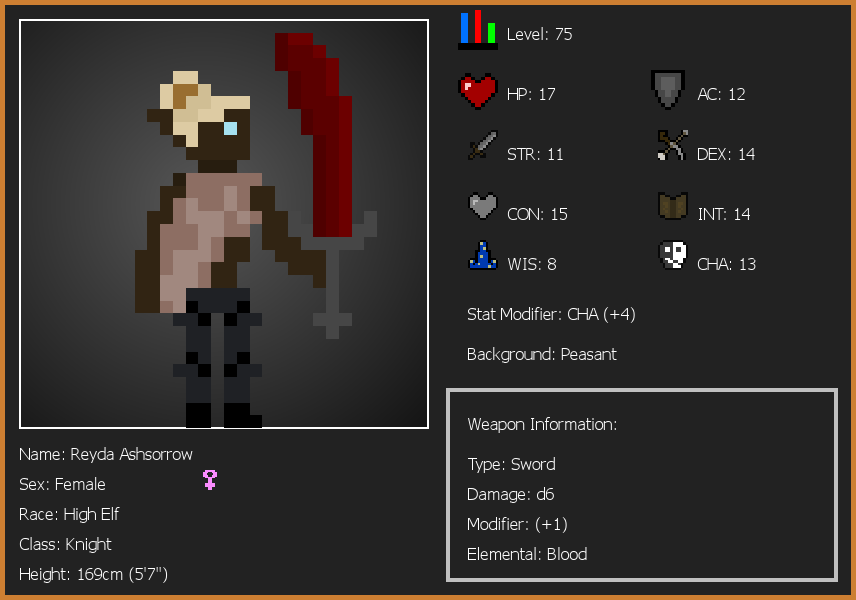 Level: 75
HP: 17
AC: 12
STR: 11
DEX: 14
CON: 15
INT: 14
WIS: 8
CHA: 13
Stat Modifier: CHA (+4)
Background: Peasant
Weapon Information:
Type: Sword
Damage: d6
Modifier: (+1)
Elemental: Blood
Name: Reyda Ashsorrow
Sex: Female
Race: High Elf
Class: Knight
Height: 169cm (5'7")